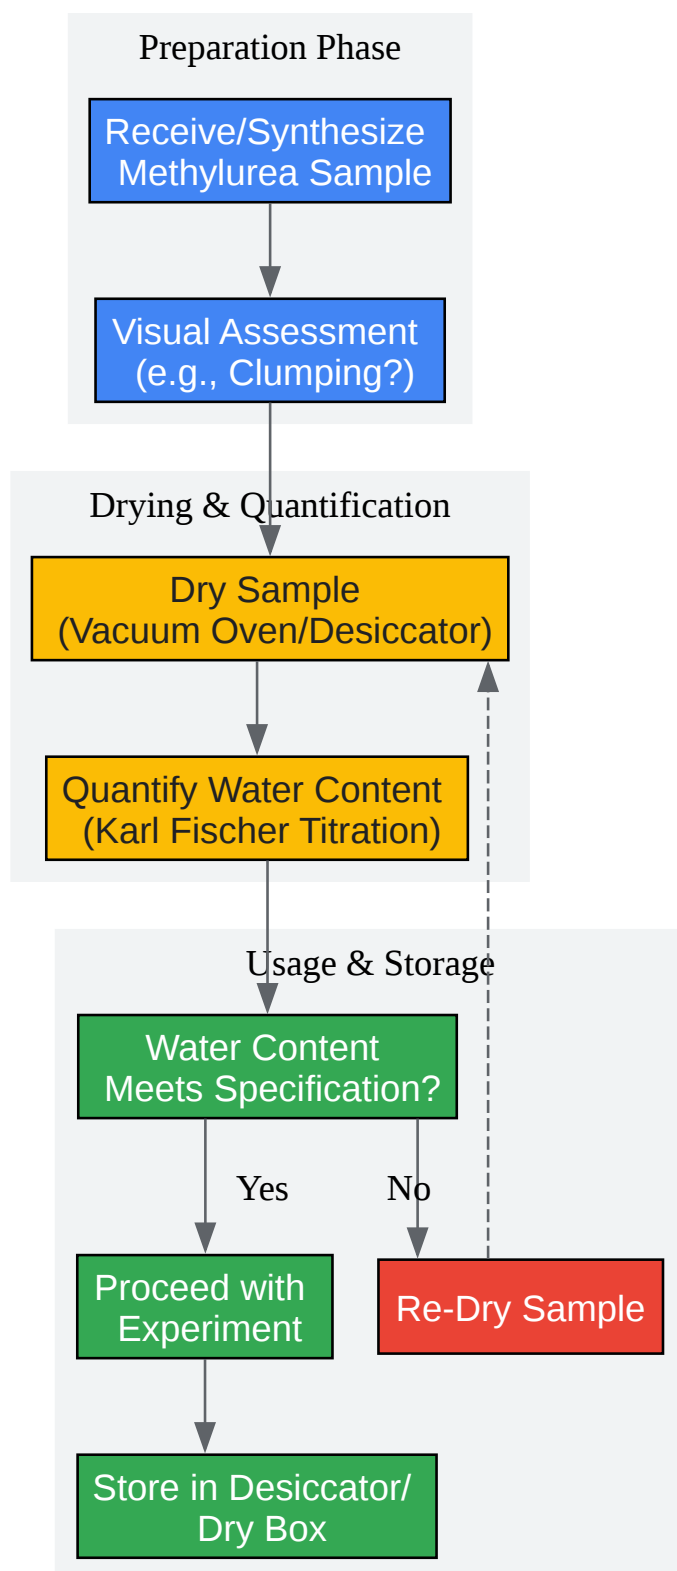 Preparation Phase
Receive/Synthesize
Methylurea Sample
Visual Assessment
(e.g., Clumping?)
Drying & Quantification
Dry Sample
(Vacuum Oven/Desiccator)
Quantify Water Content
(Karl Fischer Titration)
Usage & Storage
Water Content
Meets Specification?
Yes
No
Proceed with
Experiment
Re-Dry Sample
Store in Desiccator/
Dry Box